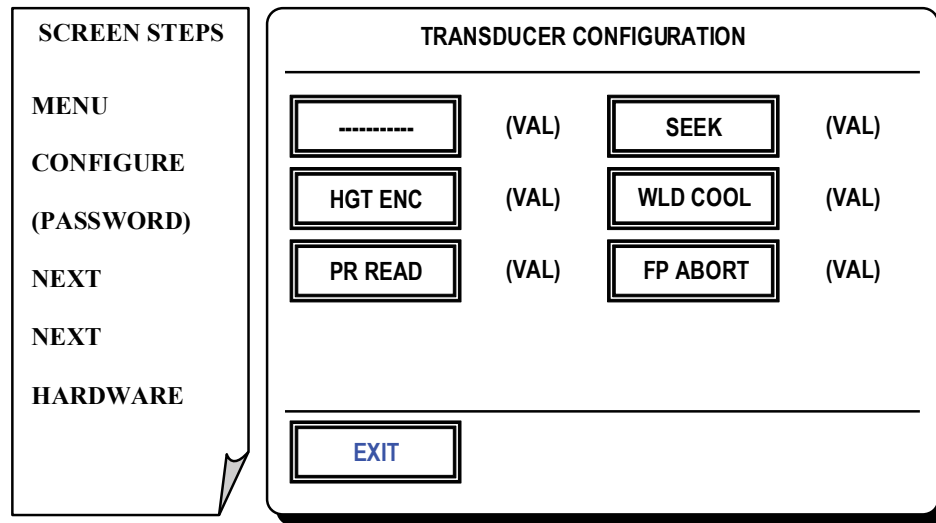 SCREEN STEPS
MENU
CONFIGURE
(PASSWORD)
NEXT
NEXT
HARDWARE
TRANSDUCER CONFIGURATION
----------- (VAL) SEEK (VAL)
HGT ENC (VAL) WLD COOL (VAL)
PR READ (VAL) FP ABORT (VAL)
EXIT